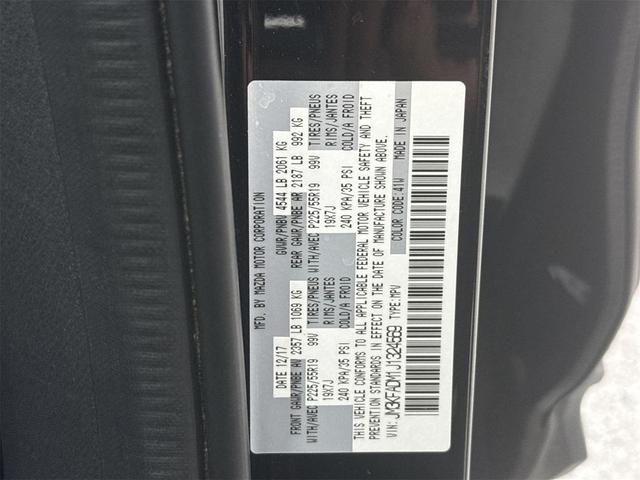 MFD. BY MAZDA MOTOR CORPORATION
DATE 12/17 GVWR/PNBV 4544 LB 2061 KG
FRONT GAWR/PNBE AV 2357 LB 1069 KG REAR GAWR/PNBE AR 2187 LB 992 KG
WITH/AVEC P225/55R19 99V TIRES/PNEUS WITH/AVEC P225/55R19 99V TIRES/PNEUS
19X7J RIMS/JANTES 19X7J RIMS/JANTES
240 KPA/35 PSI COLD/A FROID 240 KPA/35 PSI COLD/A FROID
THIS VEHICLE CONFORMS TO ALL APPLICABLE FEDERAL MOTOR VEHICLE SAFETY AND THEFT
PREVENTION STANDARDS IN EFFECT ON THE DATE OF MANUFACTURE SHOWN ABOVE.
VIN: JM3KFADM1J1324569 TYPE:MPV COLOR CODE:41W MADE IN JAPAN